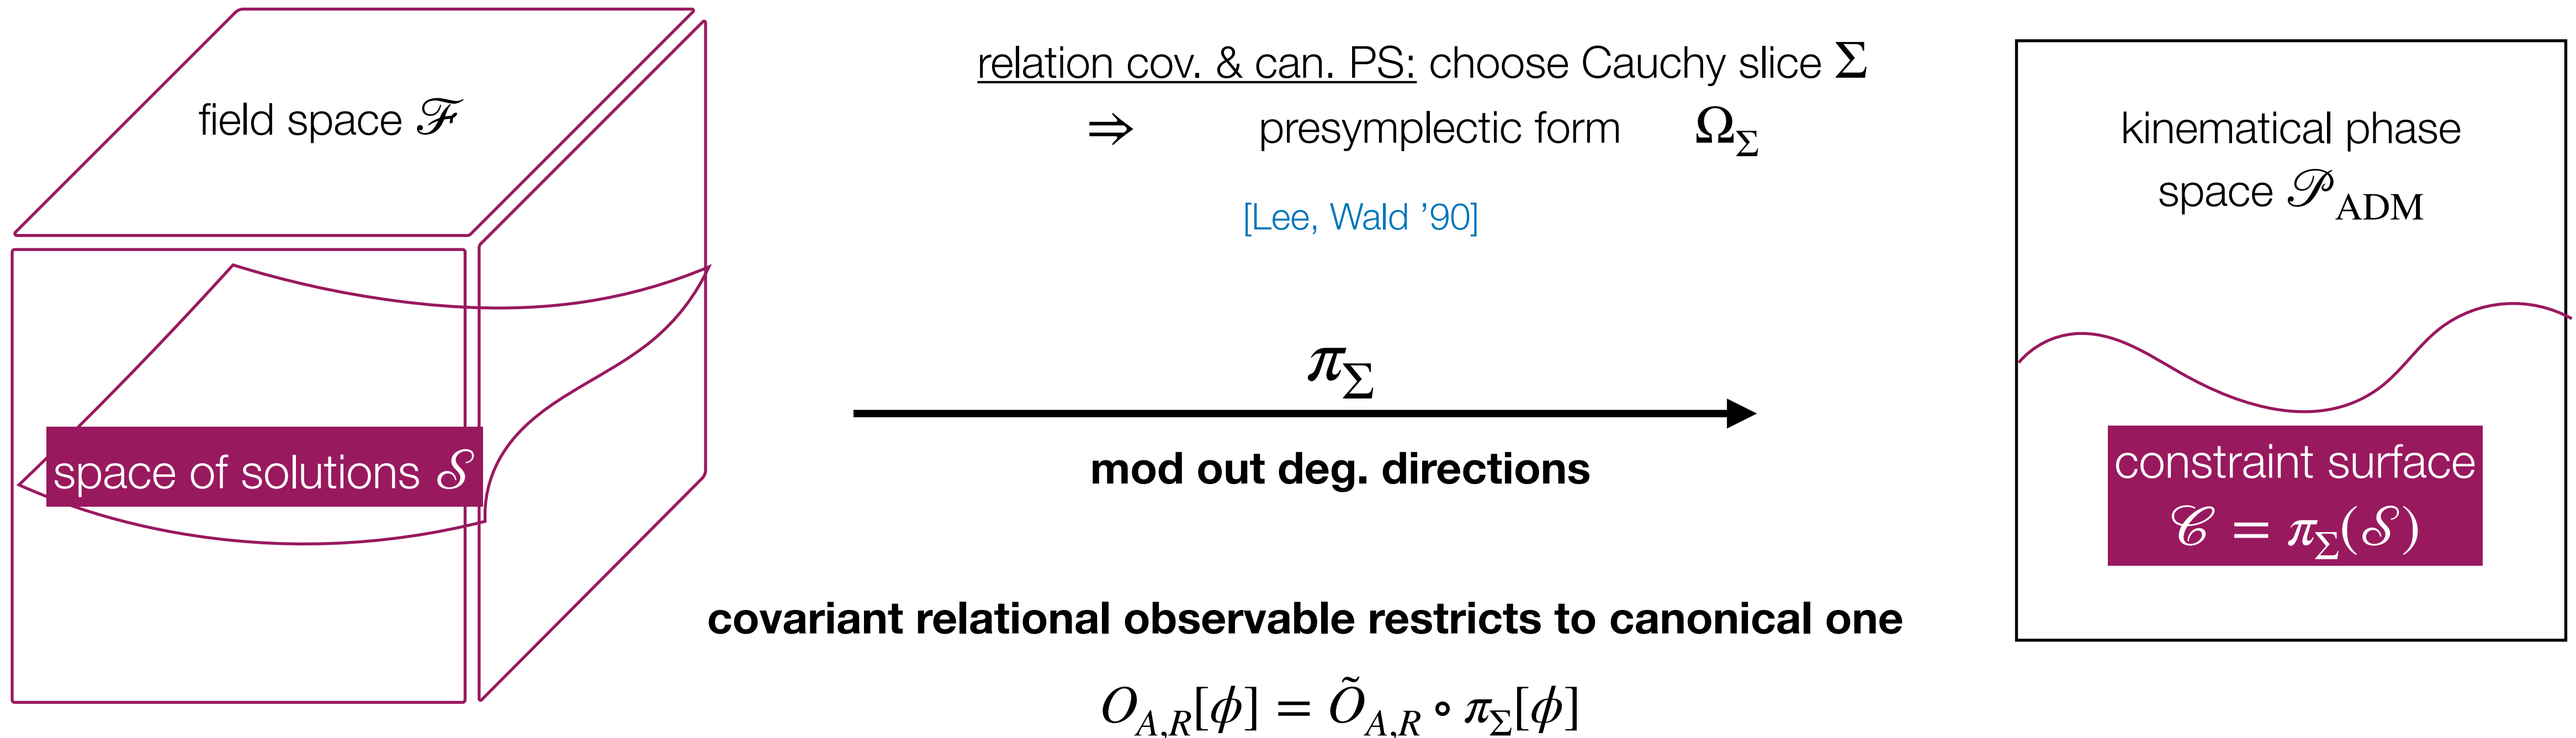 field space ℱ
space of solutions 𝒮
relation cov. & can. PS: choose Cauchy slice Σ
⇒ presymplectic form Ω_Σ
[Lee, Wald ’90]
π_Σ
mod out deg. directions
covariant relational observable restricts to canonical one
O_{A,R}[ϕ] = Õ_{A,R} ∘ π_Σ[ϕ]
kinematical phase
space 𝒫_ADM
constraint surface
𝒞 = π_Σ(𝒮)